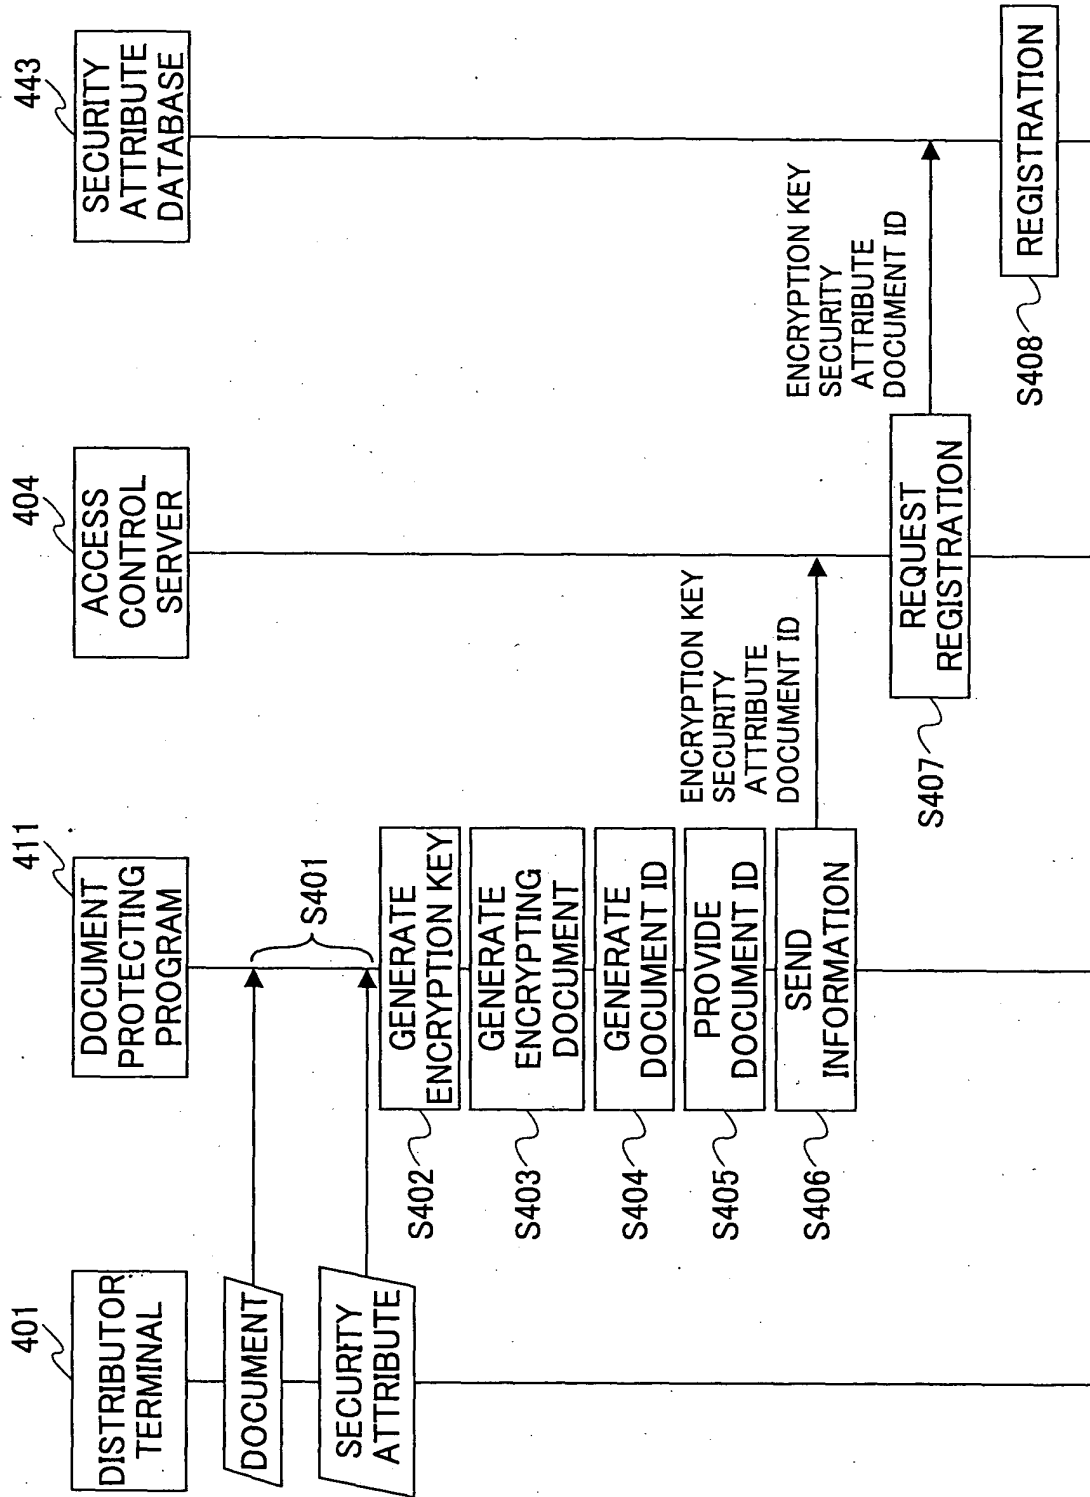 401
DISTRIBUTOR
TERMINAL
411
DOCUMENT
PROTECTING
PROGRAM
404
ACCESS
CONTROL
SERVER
443
SECURITY
ATTRIBUTE
DATABASE
DOCUMENT
SECURITY
ATTRIBUTE
S401
S402
GENERATE
ENCRYPTION KEY
S403
GENERATE
ENCRYPTING
DOCUMENT
S404
GENERATE
DOCUMENT ID
S405
PROVIDE
DOCUMENT ID
S406
SEND
INFORMATION
ENCRYPTION KEY
SECURITY
ATTRIBUTE
DOCUMENT ID
S407
REQUEST
REGISTRATION
ENCRYPTION KEY
SECURITY
ATTRIBUTE
DOCUMENT ID
S408
REGISTRATION